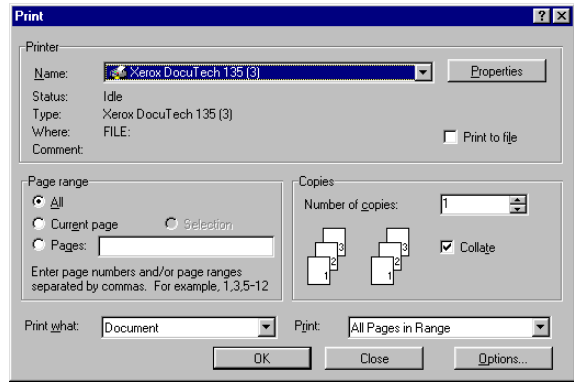 Print
Printer
Name: Xerox DocuTech 135 (3) Properties
Status: Idle
Type: Xerox DocuTech 135 (3)
Where: FILE: Print to file
Comment:
Page range
All
Current page Selection
Pages:
Enter page numbers and/or page ranges
separated by commas. For example, 1,3,5-12
Copies
Number of copies: 1
3 3
2 2
1 1
Collate
Print what: Document Print: All Pages in Range
OK Close Options...